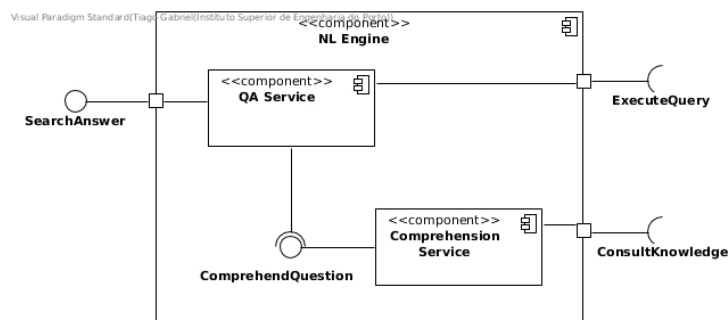 Visual Paradigm Standard(Tiago Gabriel(Instituto Superior de Engenharia do Porto))
<<component>>
NL Engine
<<component>>
QA Service
SearchAnswer
ExecuteQuery
<<component>>
Comprehension
Service
ComprehendQuestion
ConsultKnowledge